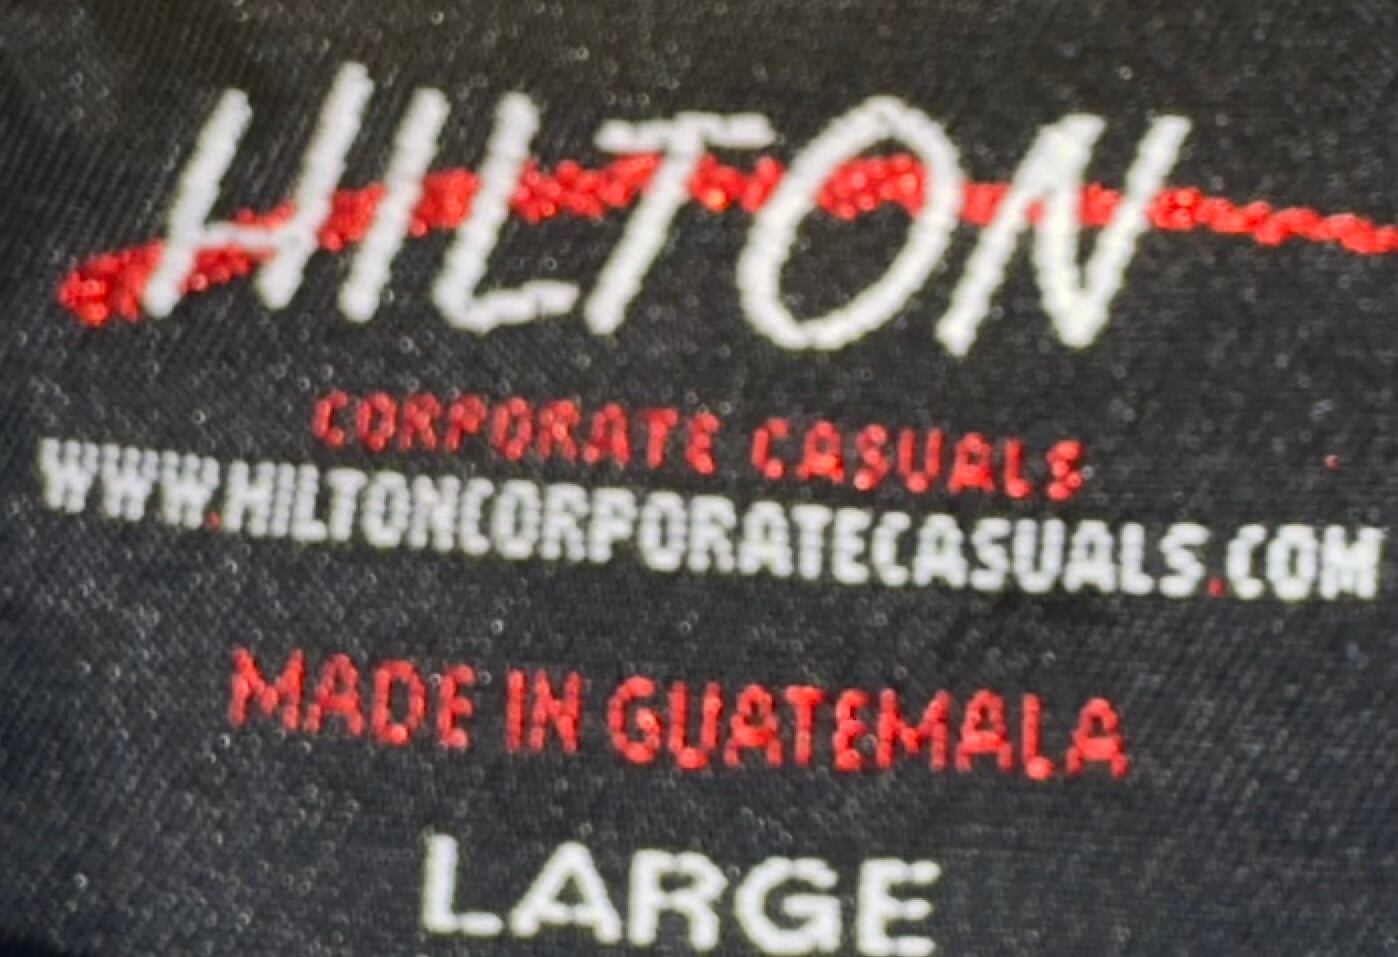 HILTON
CORPORATE CASUALS
WWW.HILTONCORPORATECASUALS.COM
MADE IN GUATEMALA
LARGE